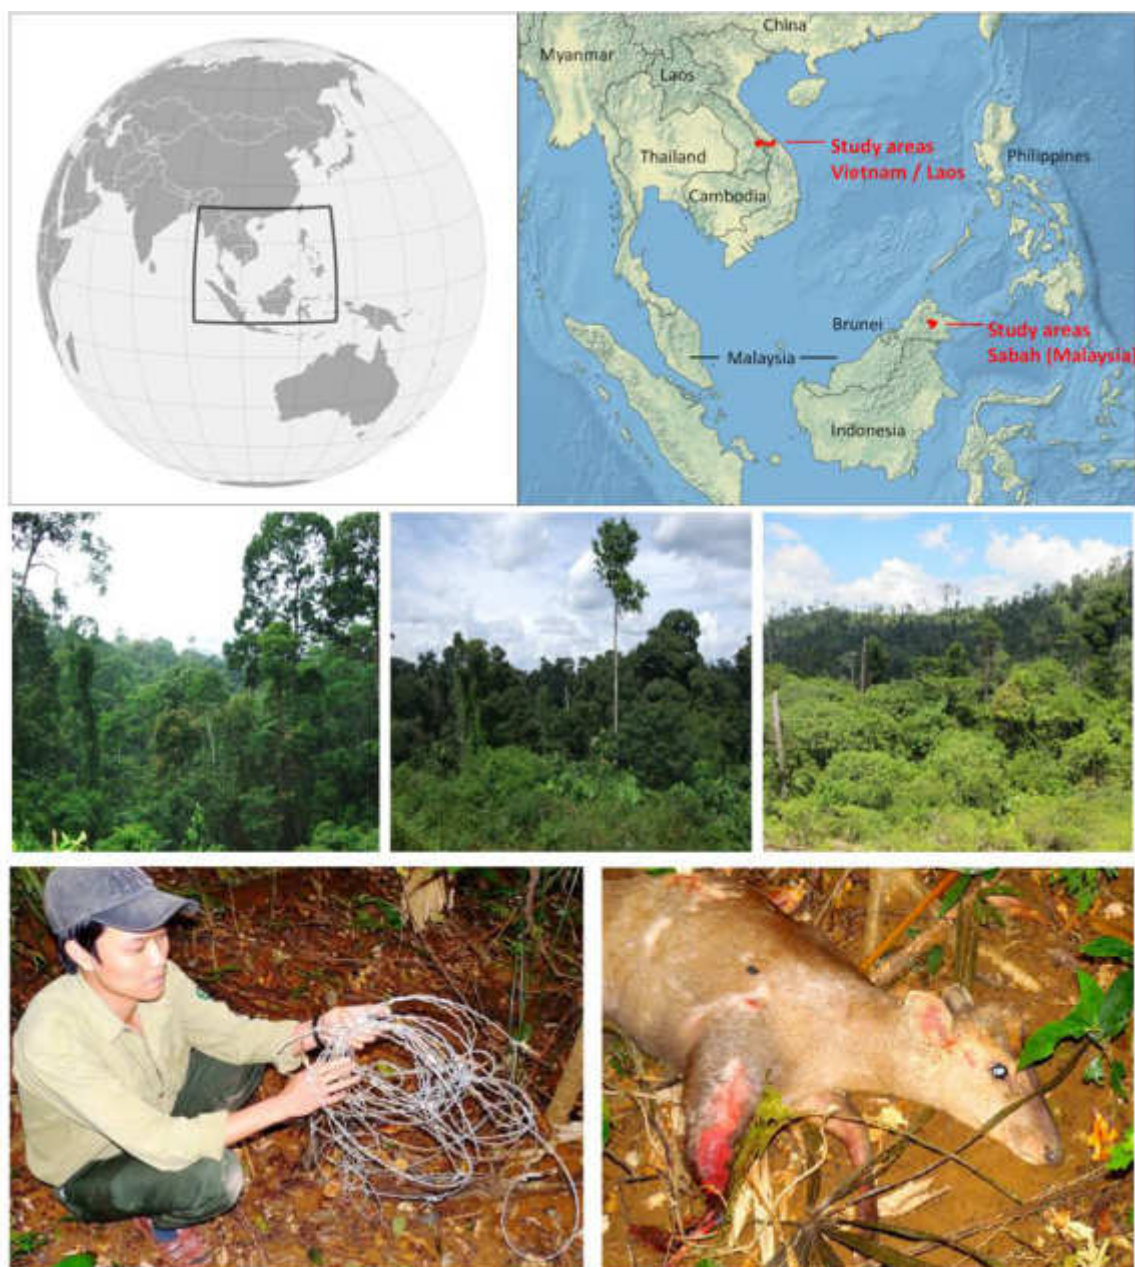 China
Myanmar
Laos
Thailand
Study areas
Vietnam / Laos
Philippines
Cambodia
Brunei
Study areas
Sabah (Malaysia)
Malaysia
Indonesia